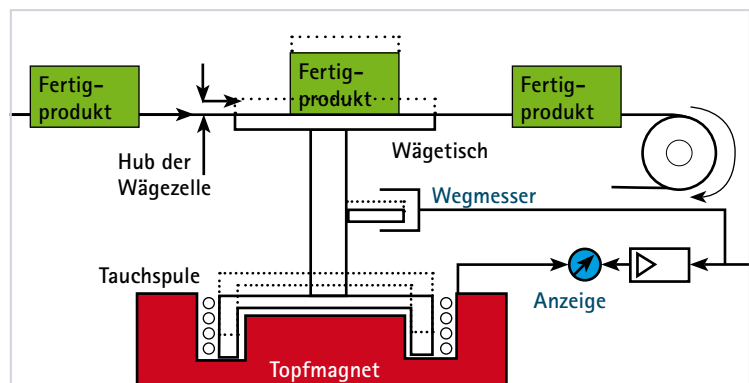 Fertig-
produkt
Fertig-
produkt
Fertig-
produkt
Hub der
Wägezelle
Wägetisch
Wegmesser
Tauchspule
Anzeige
Topfmagnet